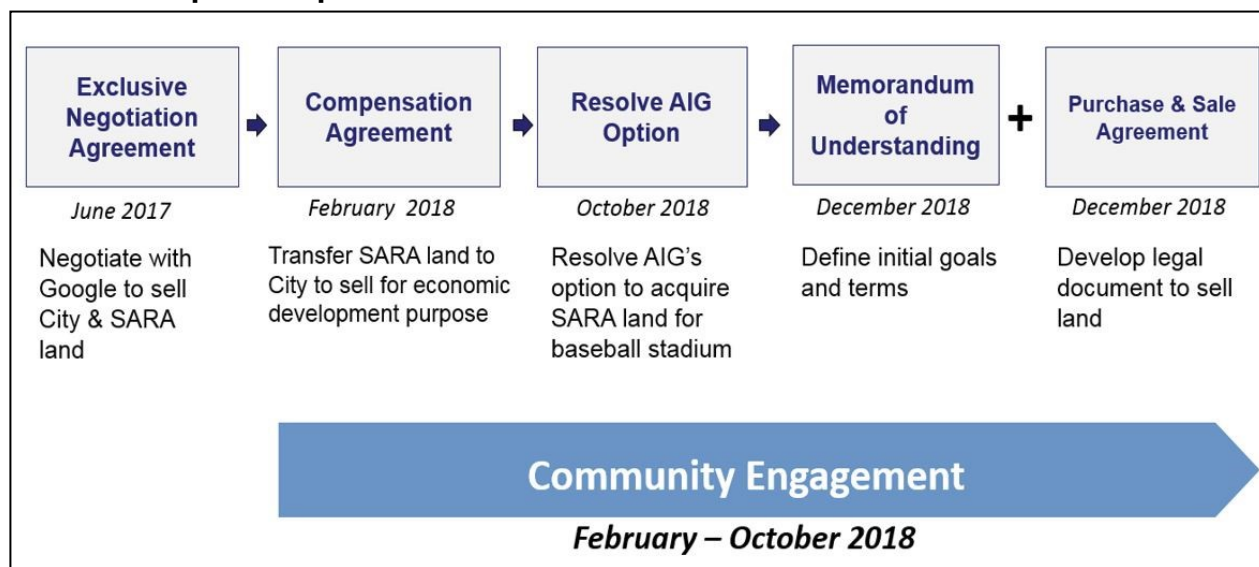 Exclusive
Negotiation
Agreement
June 2017
Negotiate with
Google to sell
City & SARA
land
Compensation
Agreement
February 2018
Transfer SARA land to
City to sell for economic
development purpose
Resolve AIG
Option
October 2018
Resolve AIG's
option to acquire
SARA land for
baseball stadium
Memorandum
of
Understanding
December 2018
Define initial goals
and terms
+
Purchase & Sale
Agreement
December 2018
Develop legal
document to sell
land
Community Engagement
February – October 2018